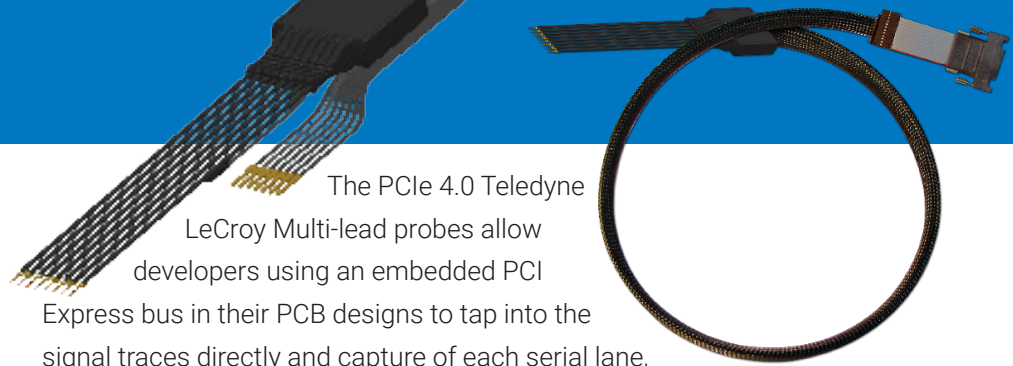 The PCIe 4.0 Teledyne
LeCroy Multi-lead probes allow
developers using an embedded PCI
Express bus in their PCB designs to tap into the
signal traces directly and capture of each serial lane.